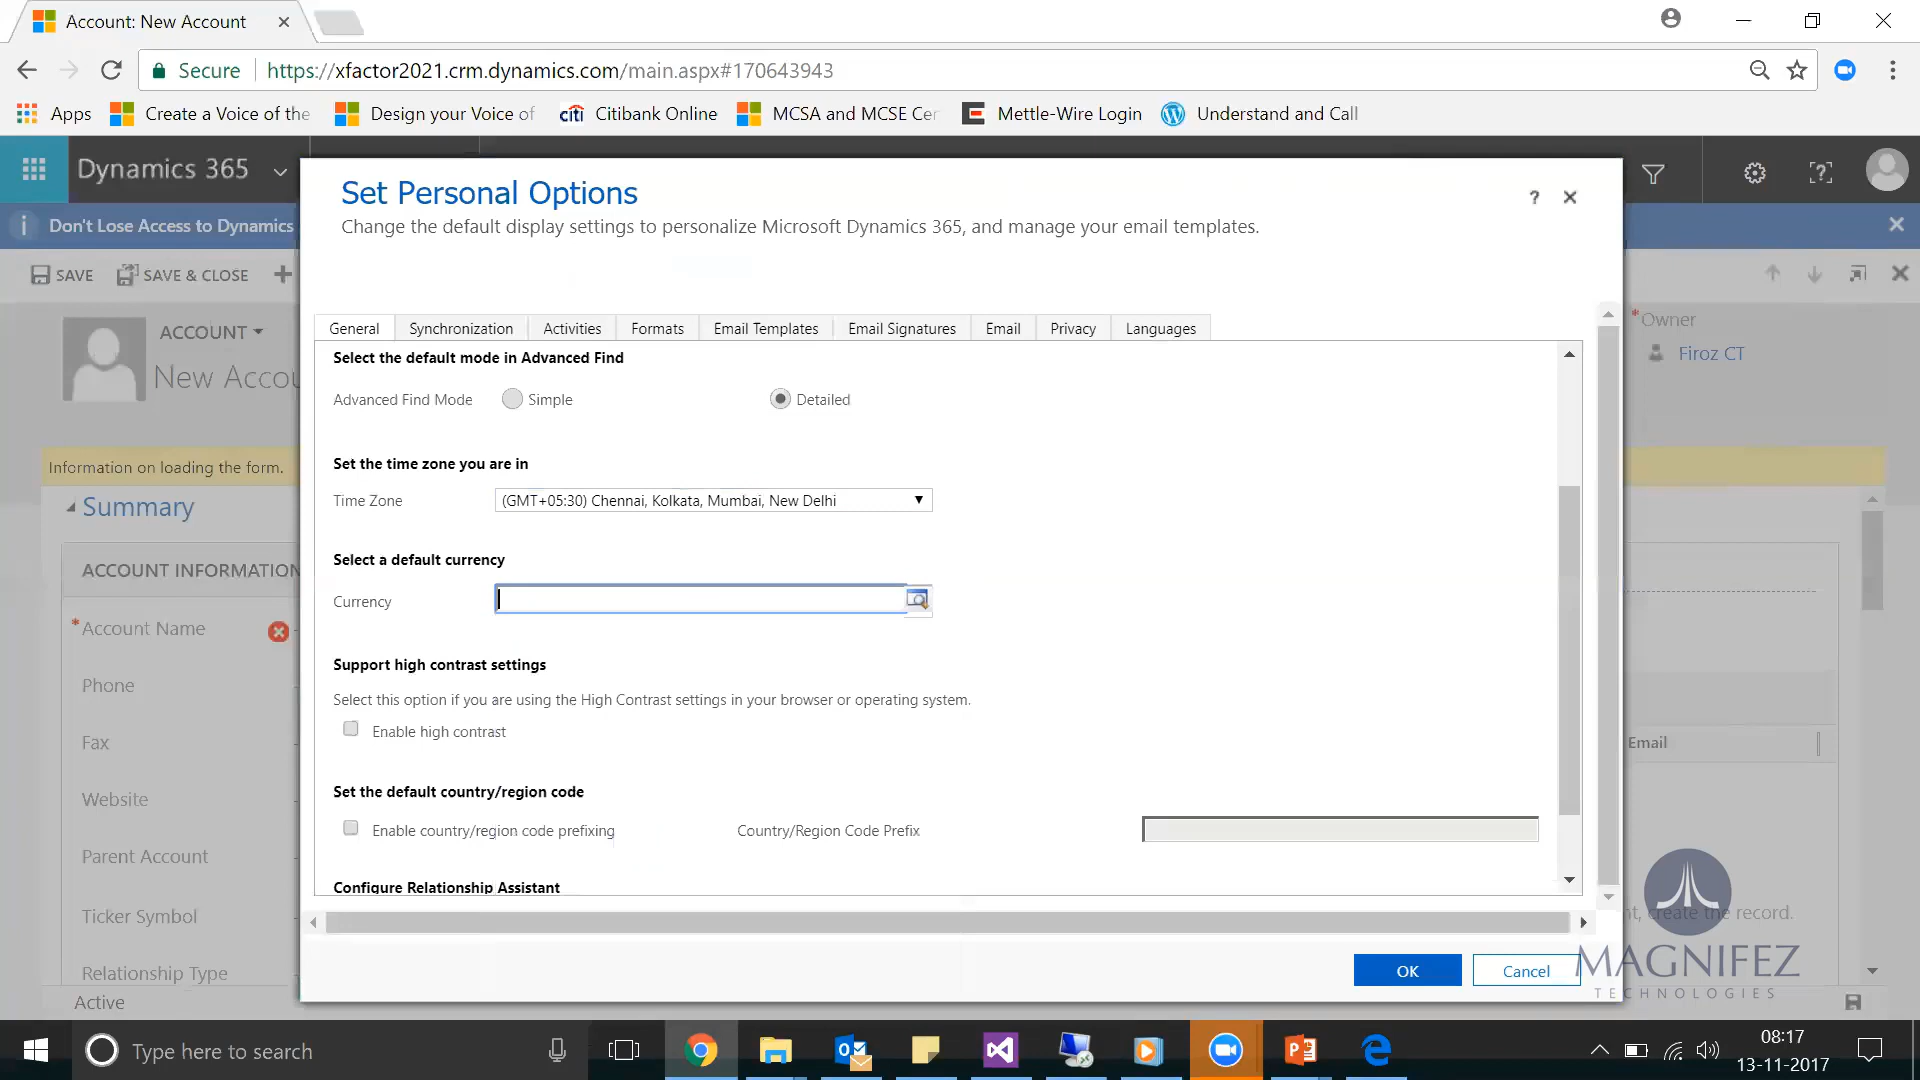 Account: New Account
Secure
https://xfactor2021.crm.dynamics.com/main.aspx#170643943
Apps
Create a Voice of the
Design your Voice of
citi Citibank Online
MCSA and MCSE Cer
Mettle-Wire Login
Understand and Call
Dynamics 365
Set Personal Options
Change the default display settings to personalize Microsoft Dynamics 365, and manage your email templates.
Don't Lose Access to Dynamics
SAVE
SAVE & CLOSE
ACCOUNT
New Accou
*Owner
Firoz CT
General
Synchronization
Activities
Formats
Email Templates
Email Signatures
Email
Privacy
Languages
Select the default mode in Advanced Find
Advanced Find Mode
Simple
Detailed
Information on loading the form.
Set the time zone you are in
Time Zone
(GMT+05:30) Chennai, Kolkata, Mumbai, New Delhi
Summary
Select a default currency
ACCOUNT INFORMATION
Currency
*Account Name
Support high contrast settings
Phone
Select this option if you are using the High Contrast settings in your browser or operating system.
Enable high contrast
Fax
Email
Website
Set the default country/region code
Enable country/region code prefixing
Country/Region Code Prefix
Parent Account
Configure Relationship Assistant
Ticker Symbol
t, create the record.
OK
Cancel
MAGNIFEZ
TECHNOLOGIES
Relationship Type
Active
Type here to search
08:17
13-11-2017